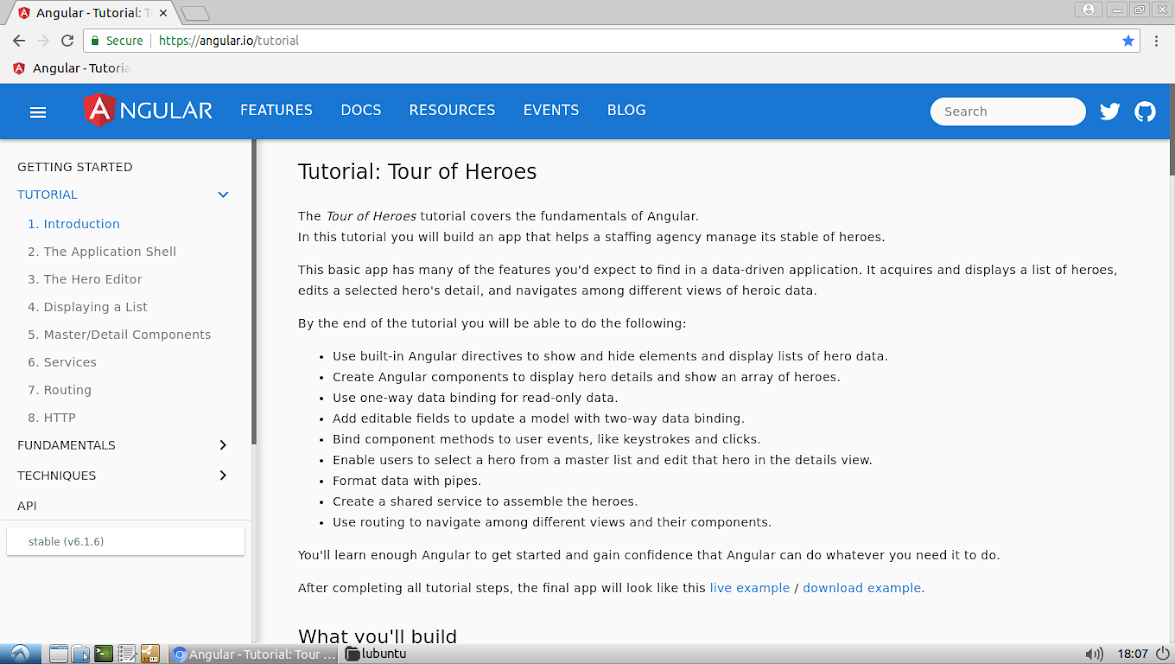 Angular - Tutorial: T
Secure
https://angular.io/tutorial
Angular - Tutoria
NGULAR
FEATURES
DOCS
RESOURCES
EVENTS
BLOG
Search
GETTING STARTED
TUTORIAL
1. Introduction
2. The Application Shell
3. The Hero Editor
4. Displaying a List
5. Master/Detail Components
6. Services
7. Routing
8. HTTP
FUNDAMENTALS
TECHNIQUES
API
stable (v6.1.6)
Tutorial: Tour of Heroes
The Tour of Heroes tutorial covers the fundamentals of Angular.
In this tutorial you will build an app that helps a staffing agency manage its stable of heroes.
This basic app has many of the features you'd expect to find in a data-driven application. It acquires and displays a list of heroes,
edits a selected hero's detail, and navigates among different views of heroic data.
By the end of the tutorial you will be able to do the following:
• Use built-in Angular directives to show and hide elements and display lists of hero data.
• Create Angular components to display hero details and show an array of heroes.
• Use one-way data binding for read-only data.
• Add editable fields to update a model with two-way data binding.
• Bind component methods to user events, like keystrokes and clicks.
• Enable users to select a hero from a master list and edit that hero in the details view.
• Format data with pipes.
• Create a shared service to assemble the heroes.
• Use routing to navigate among different views and their components.
You'll learn enough Angular to get started and gain confidence that Angular can do whatever you need it to do.
After completing all tutorial steps, the final app will look like this live example / download example.
What you'll build
Angular - Tutorial: Tour ...
lubuntu
18:07